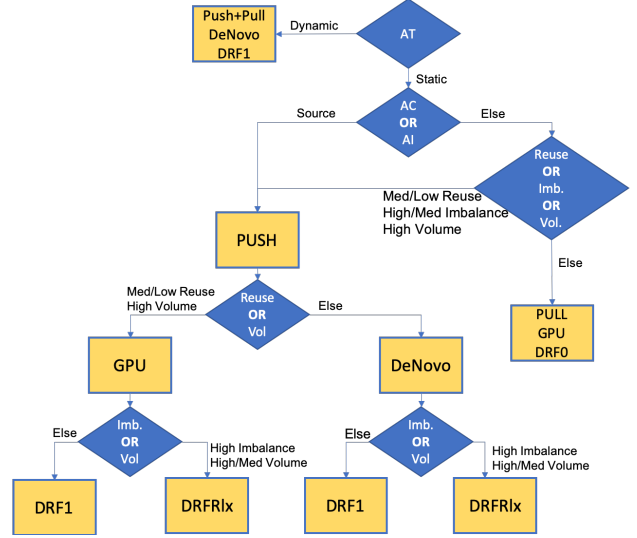 Push+Pull
DeNovo
DRF1
Dynamic
AT
Static
Source
AC
OR
AI
Else
Reuse
OR
Imb.
OR
Vol.
Med/Low Reuse
High/Med Imbalance
High Volume
PUSH
Else
Med/Low Reuse
High Volume
Reuse
OR
Vol
Else
PULL
GPU
DRF0
GPU
DeNovo
Else
Imb.
OR
Vol
High Imbalance
High/Med Volume
Else
Imb.
OR
Vol
High Imbalance
High/Med Volume
DRF1
DRFRlx
DRF1
DRFRlx